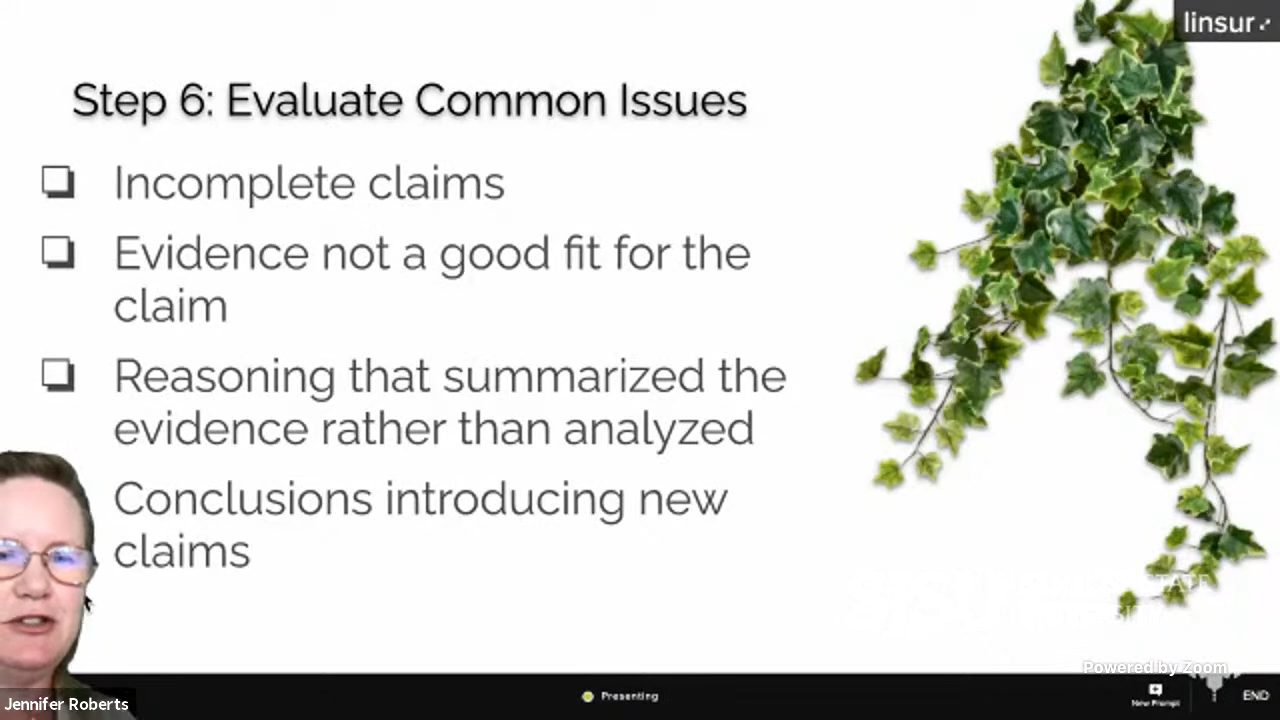 linsur
Step 6: Evaluate Common Issues
Incomplete claims
Evidence not a good fit for the
claim
Reasoning that summarized the
evidence rather than analyzed
Conclusions introducing new
claims
Powered by Zoom
Jennifer Roberts
Presenting
New Prompt
END